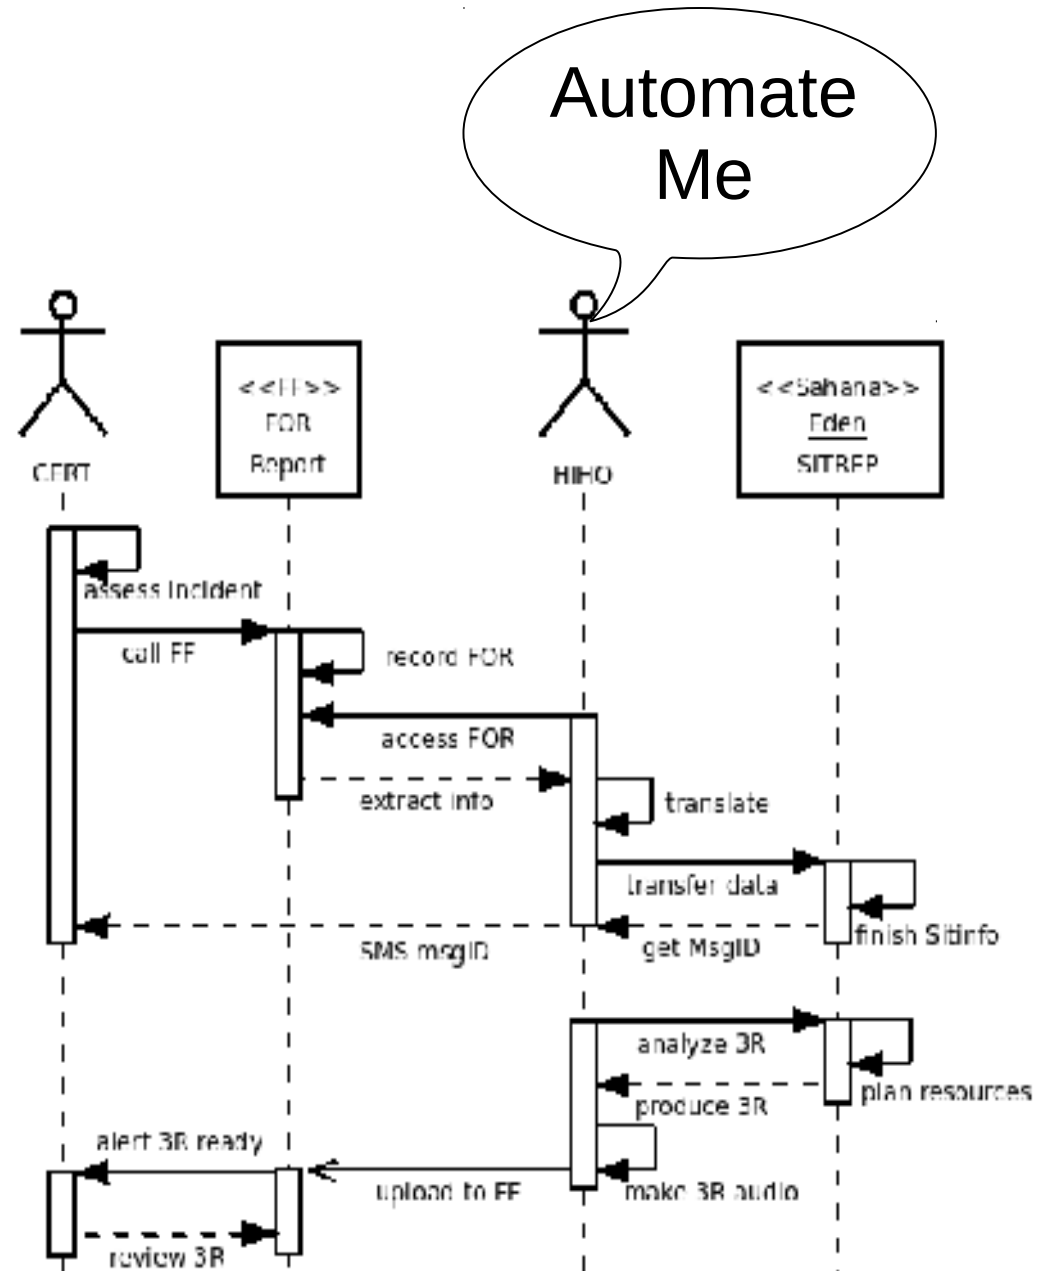 Automate
Me
<<FF>>
FOR
Report
<<Sahana>>
Eden
SITREP
CERT
HIHO
assess incident
call FF
record FOR
access FOR
extract info
translate
transfer data
finish Sitinfo
SMS msgID
get MsgID
analyze 3R
plan resources
produce 3R
alert 3R ready
upload to FF
make 3R audio
review 3R